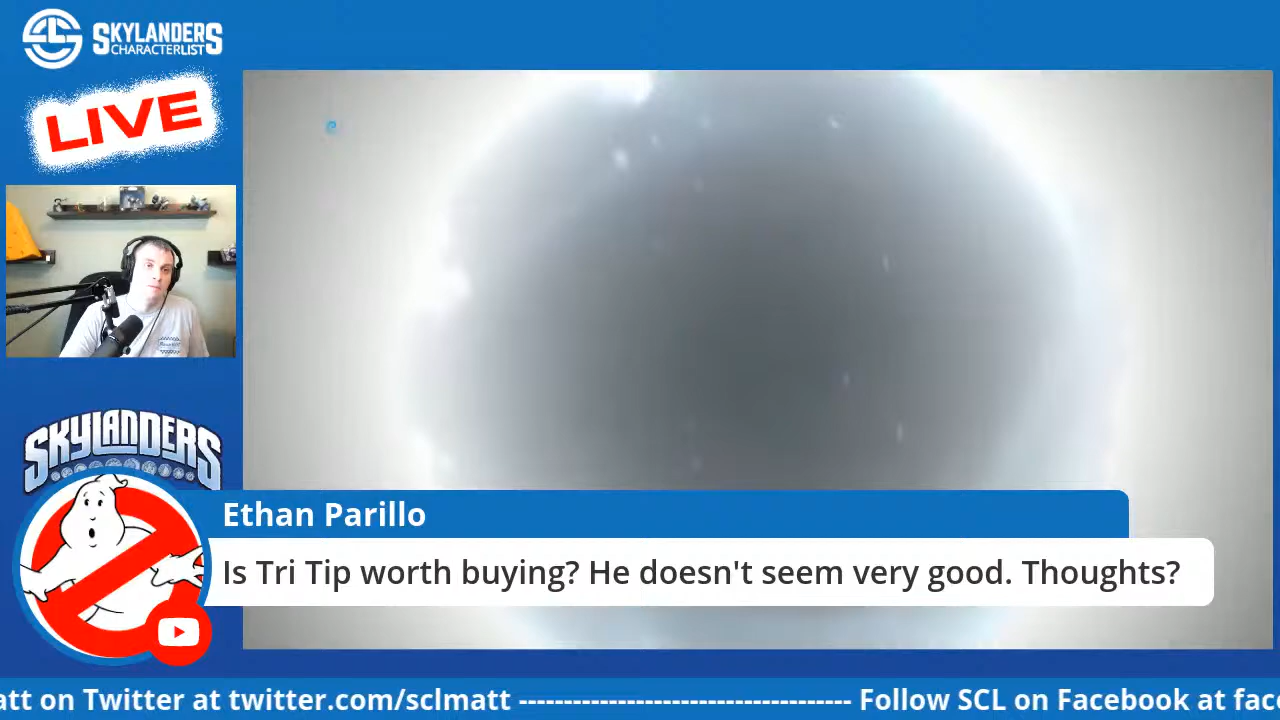 SKYLANDERS
CHARACTERLIST
LIVE
SKYLANDERS
Ethan Parillo
Is Tri Tip worth buying? He doesn't seem very good. Thoughts?
att on Twitter at twitter.com/sclmatt ------------------------------------- Follow SCL on Facebook at face